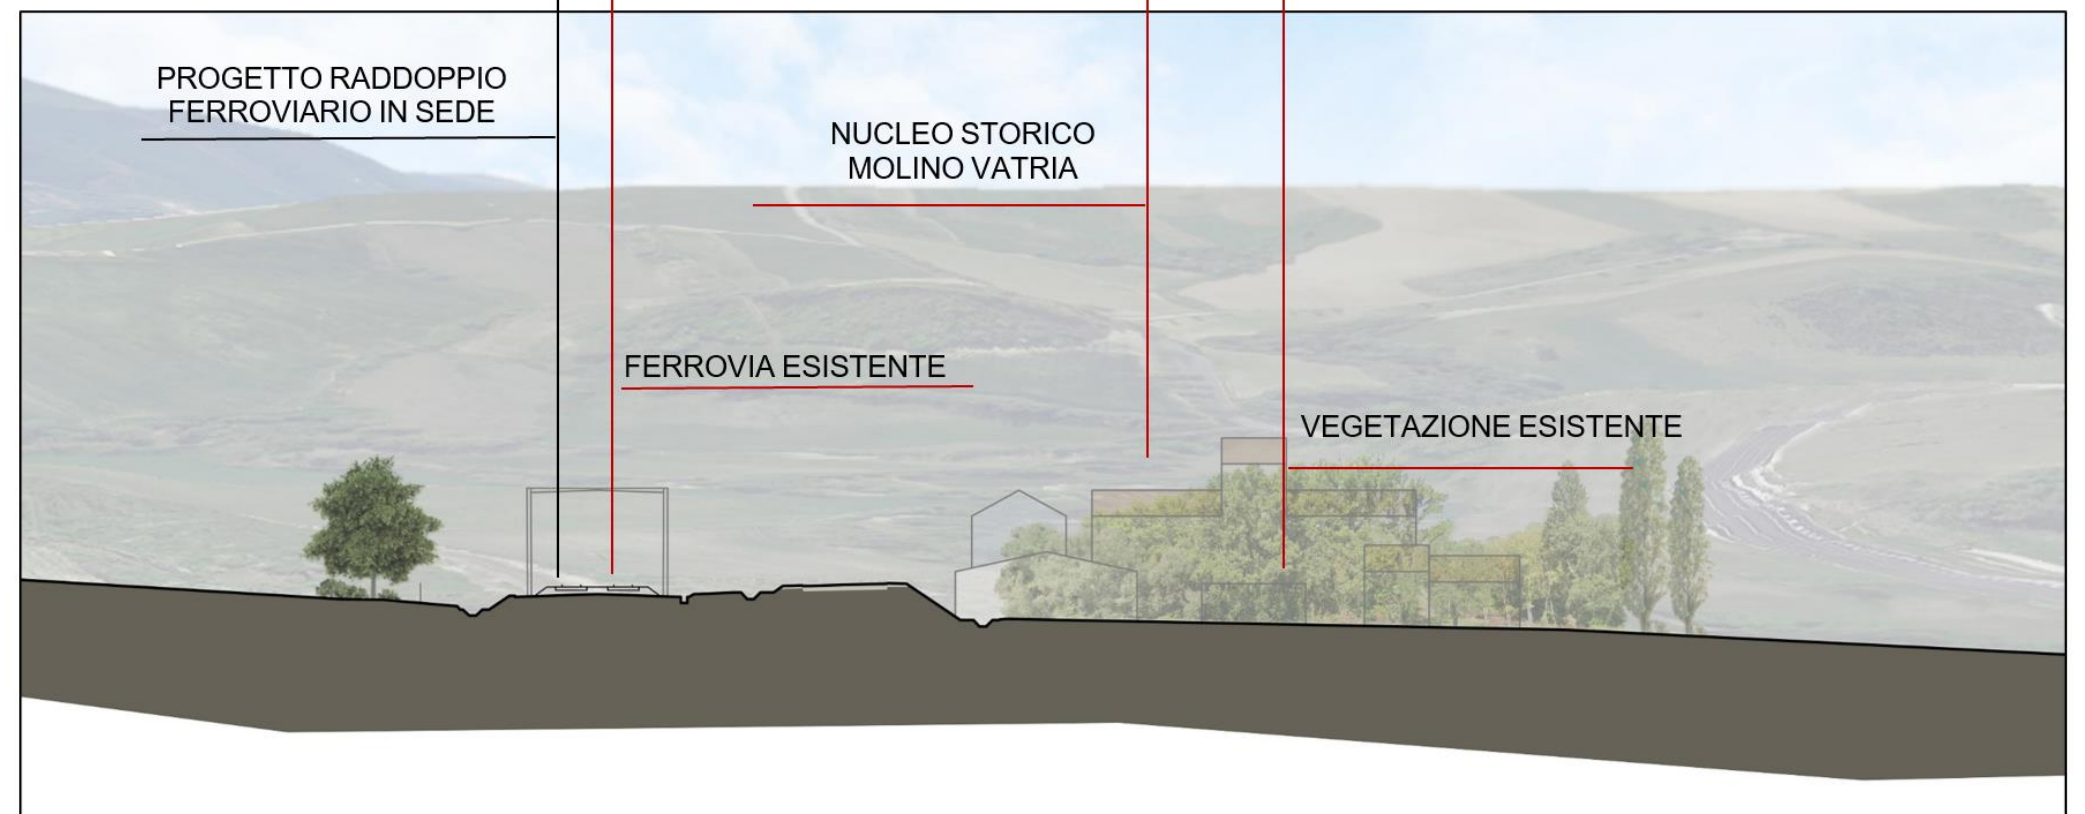 PROGETTO RADDOPPIO
FERROVIARIO IN SEDE
NUCLEO STORICO
MOLINO VATRIA
FERROVIA ESISTENTE
VEGETAZIONE ESISTENTE